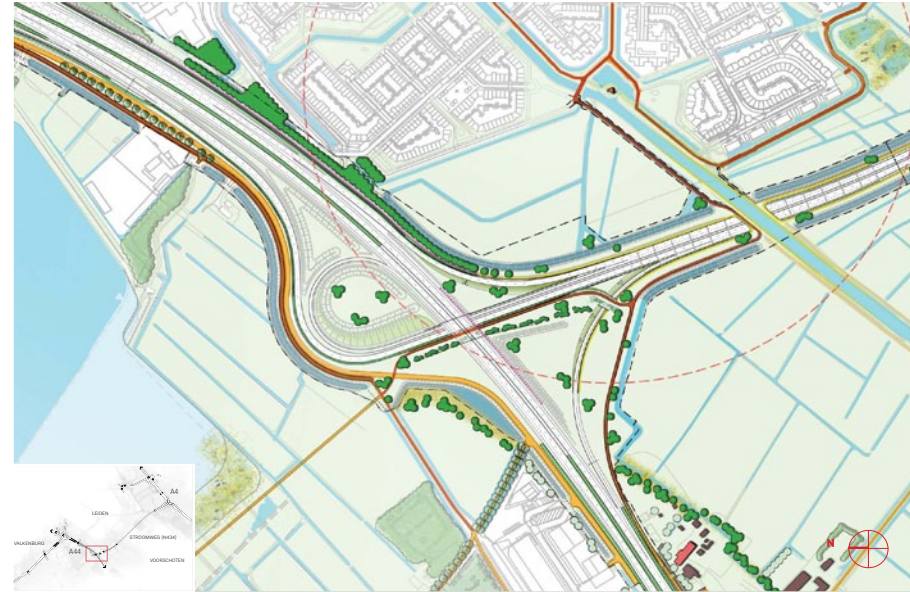 A4
LEIDEN
STROOMWEG [N434]
VALKENBURG
A44
VOORSCHOTEN
N